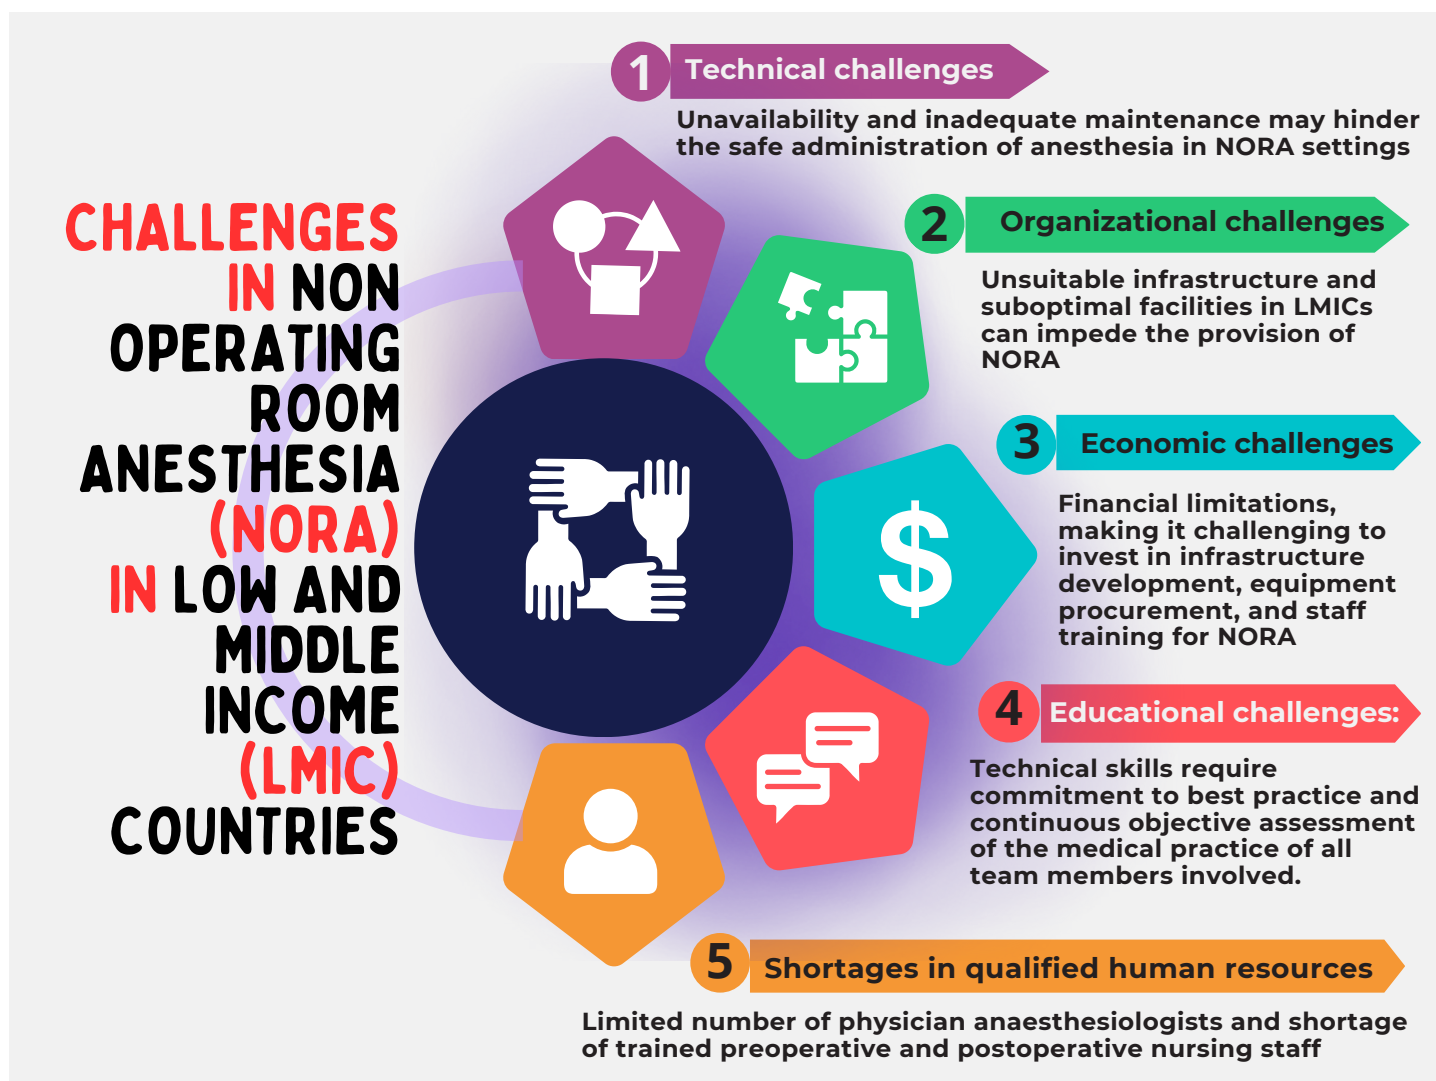 CHALLENGES
IN NON
OPERATING
ROOM
ANESTHESIA
(NORA)
IN LOW AND
MIDDLE
INCOME
(LMIC)
COUNTRIES
1 Technical challenges
Unavailability and inadequate maintenance may hinder
the safe administration of anesthesia in NORA settings
2 Organizational challenges
Unsuitable infrastructure and
suboptimal facilities in LMICs
can impede the provision of
NORA
3 Economic challenges
$
Financial limitations,
making it challenging to
invest in infrastructure
development, equipment
procurement, and staff
training for NORA
4 Educational challenges:
Technical skills require
commitment to best practice and
continuous objective assessment
of the medical practice of all
team members involved.
5 Shortages in qualified human resources
Limited number of physician anaesthesiologists and shortage
of trained preoperative and postoperative nursing staff